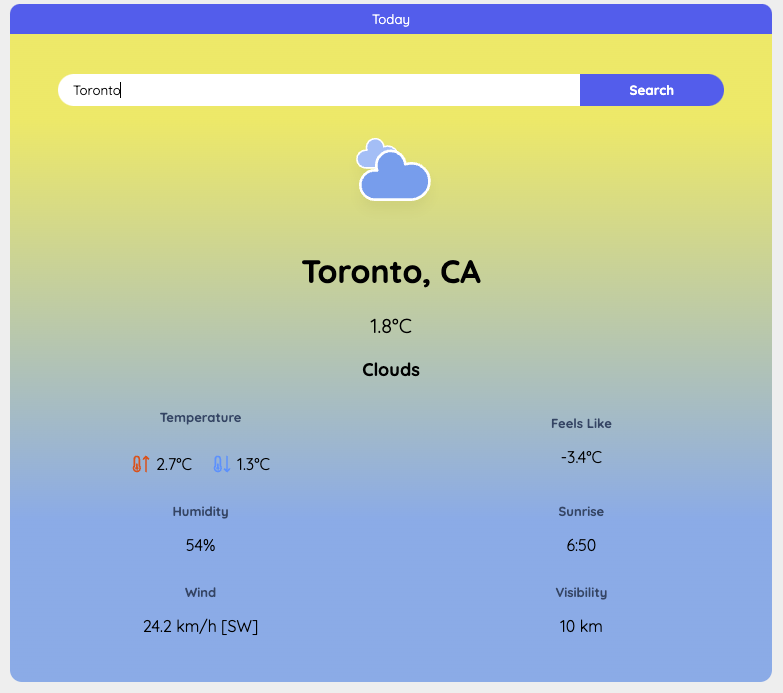 Today
Toronto
Search
Toronto, CA
1.8°C
Clouds
Temperature
2.7°C 1.3°C
Feels Like
-3.4°C
Humidity
54%
Sunrise
6:50
Wind
24.2 km/h [SW]
Visibility
10 km